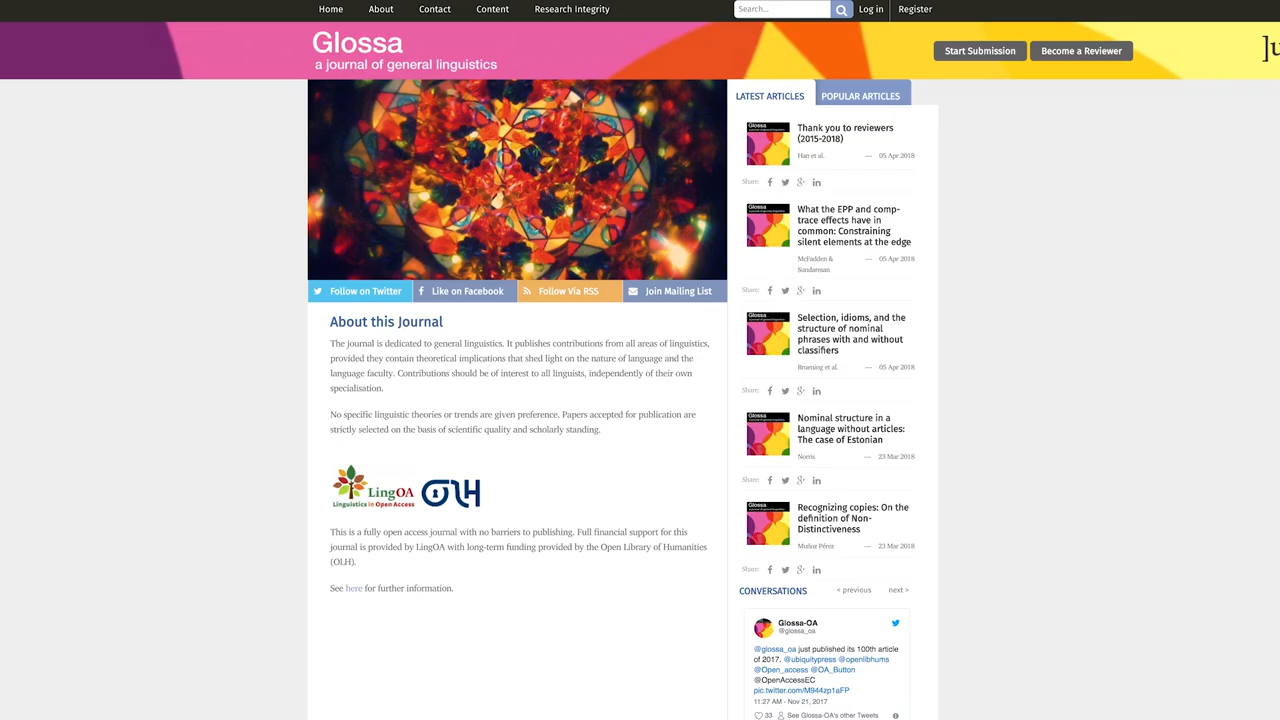 Home About Contact Content Research Integrity
Search...
Log in Register
Glossa
a journal of general linguistics
Start Submission Become a Reviewer
]u
Follow on Twitter Like on Facebook Follow Via RSS Join Mailing List
About this Journal
The journal is dedicated to general linguistics. It publishes contributions from all areas of linguistics,
provided they contain theoretical implications that shed light on the nature of language and the
language faculty. Contributions should be of interest to all linguists, independently of their own
specialisation.
No specific linguistic theories or trends are given preference. Papers accepted for publication are
strictly selected on the basis of scientific quality and scholarly standing.
LingOA
Linguistics in Open Access
OLH
This is a fully open access journal with no barriers to publishing. Full financial support for this
journal is provided by LingOA with long-term funding provided by the Open Library of Humanities
(OLH).
See here for further information.
LATEST ARTICLES POPULAR ARTICLES
Glossa
Thank you to reviewers
(2015-2018)
Han et al. — 05 Apr 2018
Share:
Glossa
What the EPP and comp-
trace effects have in
common: Constraining
silent elements at the edge
McFadden & — 05 Apr 2018
Sundaresan
Share:
Glossa
Selection, idioms, and the
structure of nominal
phrases with and without
classifiers
Bruening et al. — 05 Apr 2018
Share:
Glossa
Nominal structure in a
language without articles:
The case of Estonian
Norris — 23 Mar 2018
Share:
Glossa
Recognizing copies: On the
definition of Non-
Distinctiveness
Muñoz Pérez — 23 Mar 2018
Share:
CONVERSATIONS < previous next >
Glossa-OA
@glossa_oa
@glossa_oa just published its 100th article
of 2017. @ubiquitypress @openlibhums
@Open_access @OA_Button
@OpenAccessEC
pic.twitter.com/M944zp1aFP
11:27 AM - Nov 21, 2017
33 See Glossa-OA's other Tweets